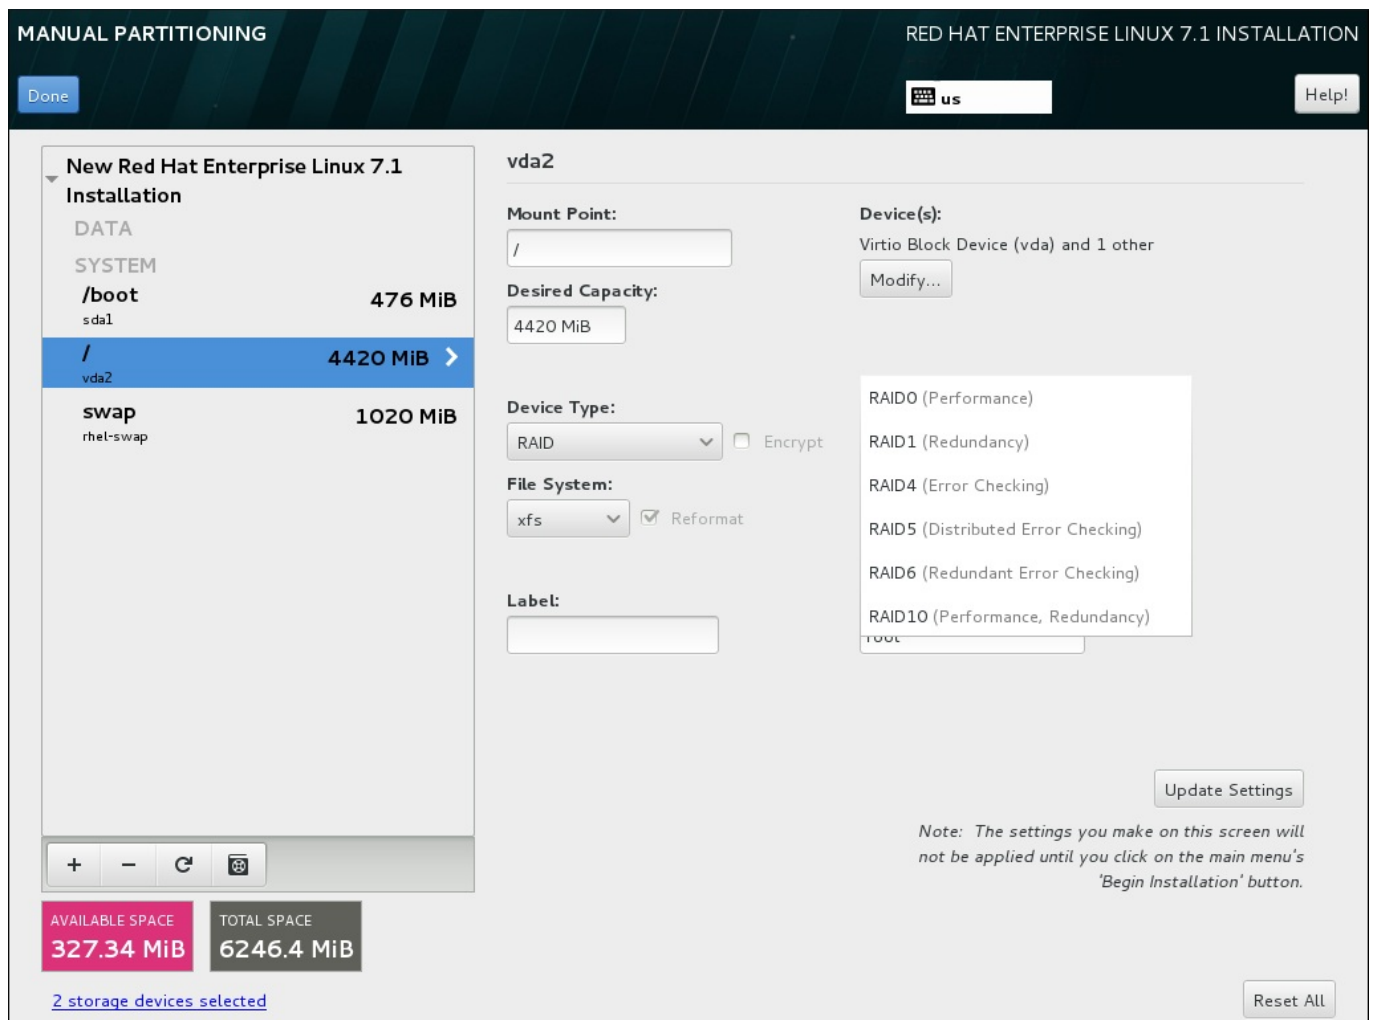 MANUAL PARTITIONING
RED HAT ENTERPRISE LINUX 7.1 INSTALLATION
Done
us
Help!
New Red Hat Enterprise Linux 7.1
Installation
DATA
SYSTEM
/boot
476 MiB
sda1
/
4420 MiB
vda2
swap
1020 MiB
rhel-swap
vda2
Mount Point:
/
Desired Capacity:
4420 MiB
Device(s):
Virtio Block Device (vda) and 1 other
Modify...
Device Type:
RAID
Encrypt
File System:
xfs
Reformat
Label:
RAID0 (Performance)
RAID1 (Redundancy)
RAID4 (Error Checking)
RAID5 (Distributed Error Checking)
RAID6 (Redundant Error Checking)
RAID10 (Performance, Redundancy)
root
Update Settings
Note: The settings you make on this screen will
not be applied until you click on the main menu's
'Begin Installation' button.
+ −
AVAILABLE SPACE
327.34 MiB
TOTAL SPACE
6246.4 MiB
2 storage devices selected
Reset All